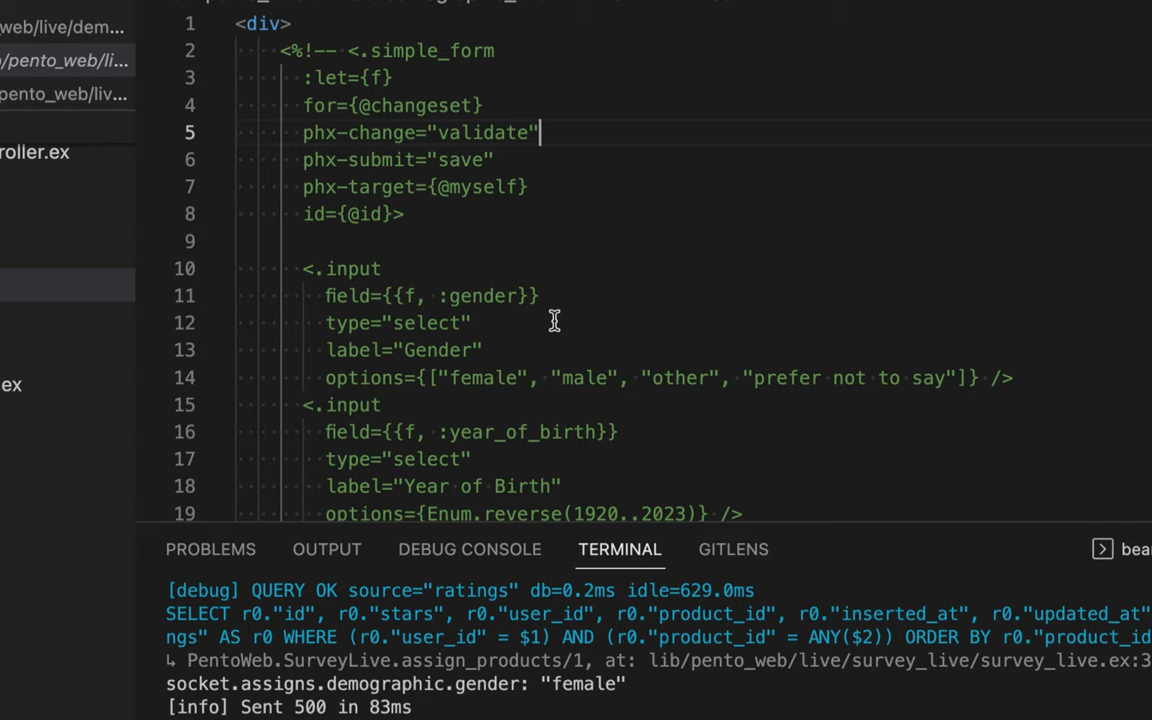 _web/live/dem...
o/pento_web/li...
pento_web/liv...
roller.ex
ex
1 <div>
2 <%!-- <.simple_form
3 :let={f}
4 for={@changeset}
5 phx-change="validate"
6 phx-submit="save"
7 phx-target={@myself}
8 id={@id}>
9
10 <.input
11 field={{f, :gender}}
12 type="select"
13 label="Gender"
14 options={["female", "male", "other", "prefer not to say"]} />
15 <.input
16 field={{f, :year_of_birth}}
17 type="select"
18 label="Year of Birth"
19 options={Enum.reverse(1920..2023)} />
PROBLEMS OUTPUT DEBUG CONSOLE TERMINAL GITLENS bea
[debug] QUERY OK source="ratings" db=0.2ms idle=629.0ms
SELECT r0."id", r0."stars", r0."user_id", r0."product_id", r0."inserted_at", r0."updated_at"
ngs" AS r0 WHERE (r0."user_id" = $1) AND (r0."product_id" = ANY($2)) ORDER BY r0."product_id
↳ PentoWeb.SurveyLive.assign_products/1, at: lib/pento_web/live/survey_live/survey_live.ex:3
socket.assigns.demographic.gender: "female"
[info] Sent 500 in 83ms